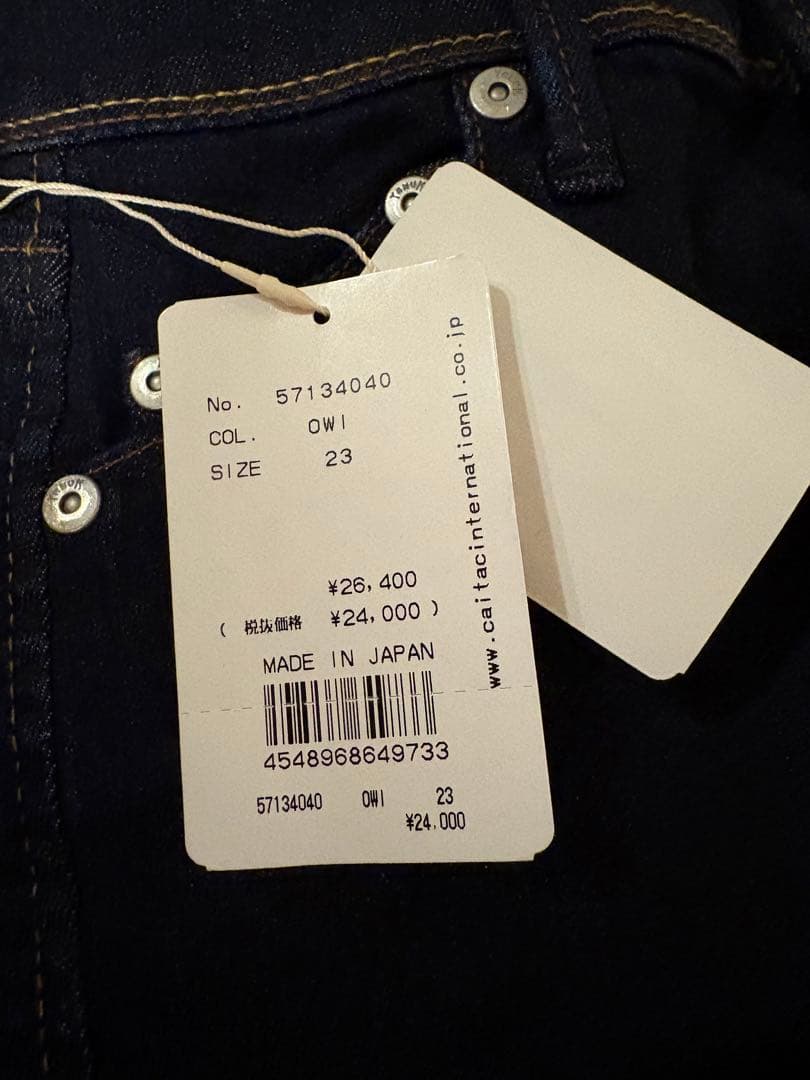 No. 57134040
COL. OWI
SIZE 23
¥26,400
( 税抜価格 ¥24,000 )
MADE IN JAPAN
4548968649733
57134040 OWI 23
¥24,000
www.caitacinternational.co.jp
YANUK